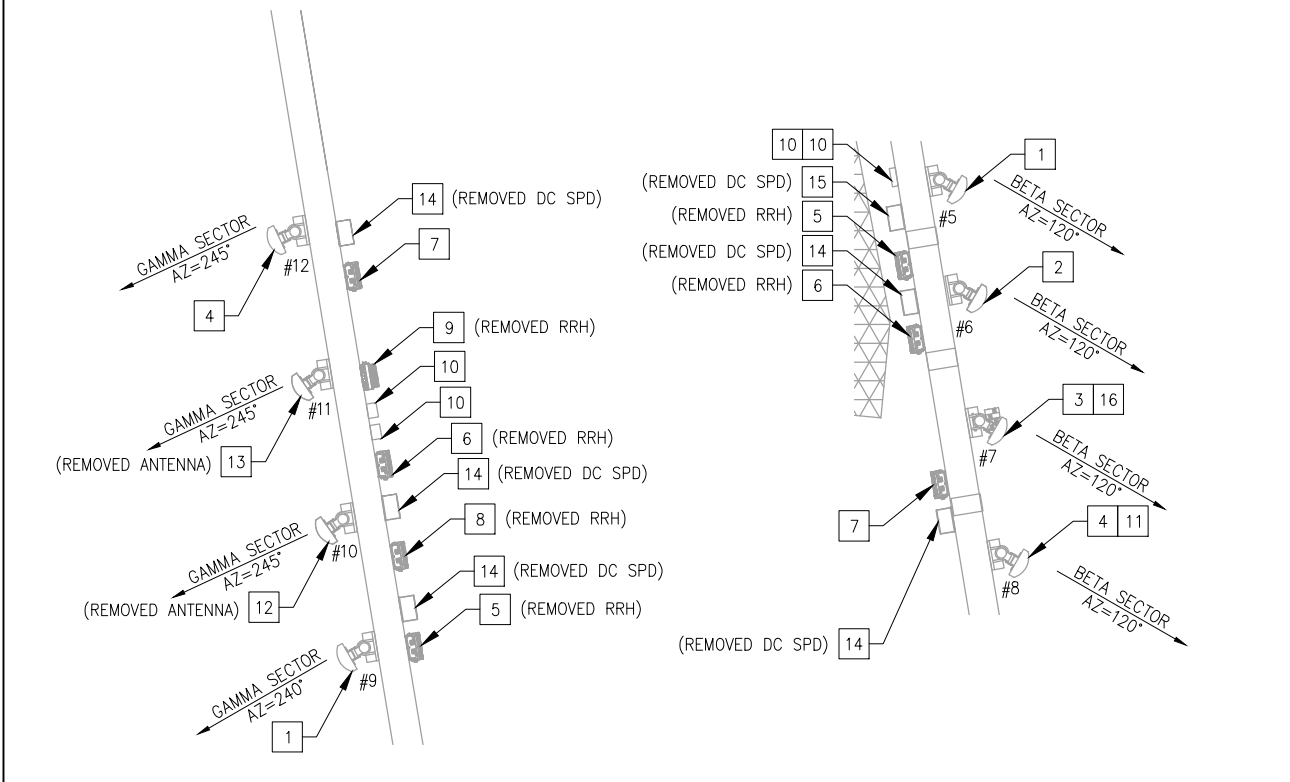 14 (REMOVED DC SPD)
GAMMA SECTOR
AZ=245°
#12
7
4
9 (REMOVED RRH)
10
GAMMA SECTOR
AZ=245°
#11
10
(REMOVED ANTENNA) 13
6 (REMOVED RRH)
14 (REMOVED DC SPD)
GAMMA SECTOR
AZ=245°
#10
8 (REMOVED RRH)
(REMOVED ANTENNA) 12
14 (REMOVED DC SPD)
5 (REMOVED RRH)
GAMMA SECTOR
AZ=240°
#9
1
10 10
1
(REMOVED DC SPD) 15
BETA SECTOR
AZ=120°
#5
(REMOVED RRH) 5
(REMOVED DC SPD) 14
2
(REMOVED RRH) 6
BETA SECTOR
AZ=120°
#6
3 16
BETA SECTOR
AZ=120°
#7
7
4 11
BETA SECTOR
AZ=120°
#8
(REMOVED DC SPD) 14